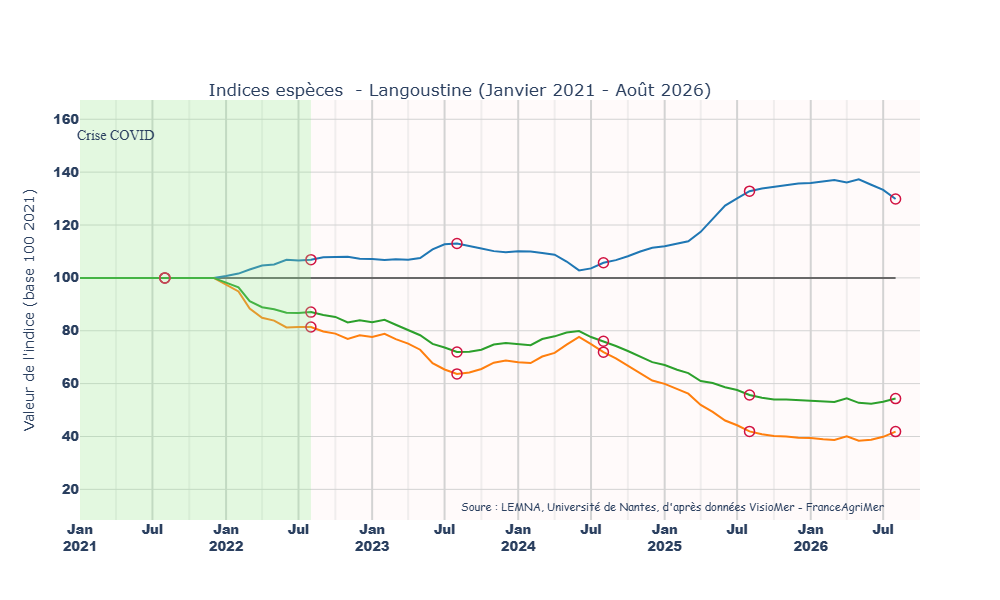 Indices espèces - Langoustine (Janvier 2021 - Août 2026)
Valeur de l'indice (base 100 2021)
160
140
120
100
80
60
40
20
Crise COVID
Soure : LEMNA, Université de Nantes, d'après données VisioMer - FranceAgriMer
Jan Jul Jan Jul Jan Jul Jan Jul Jan Jul Jan Jul
2021 2022 2023 2024 2025 2026